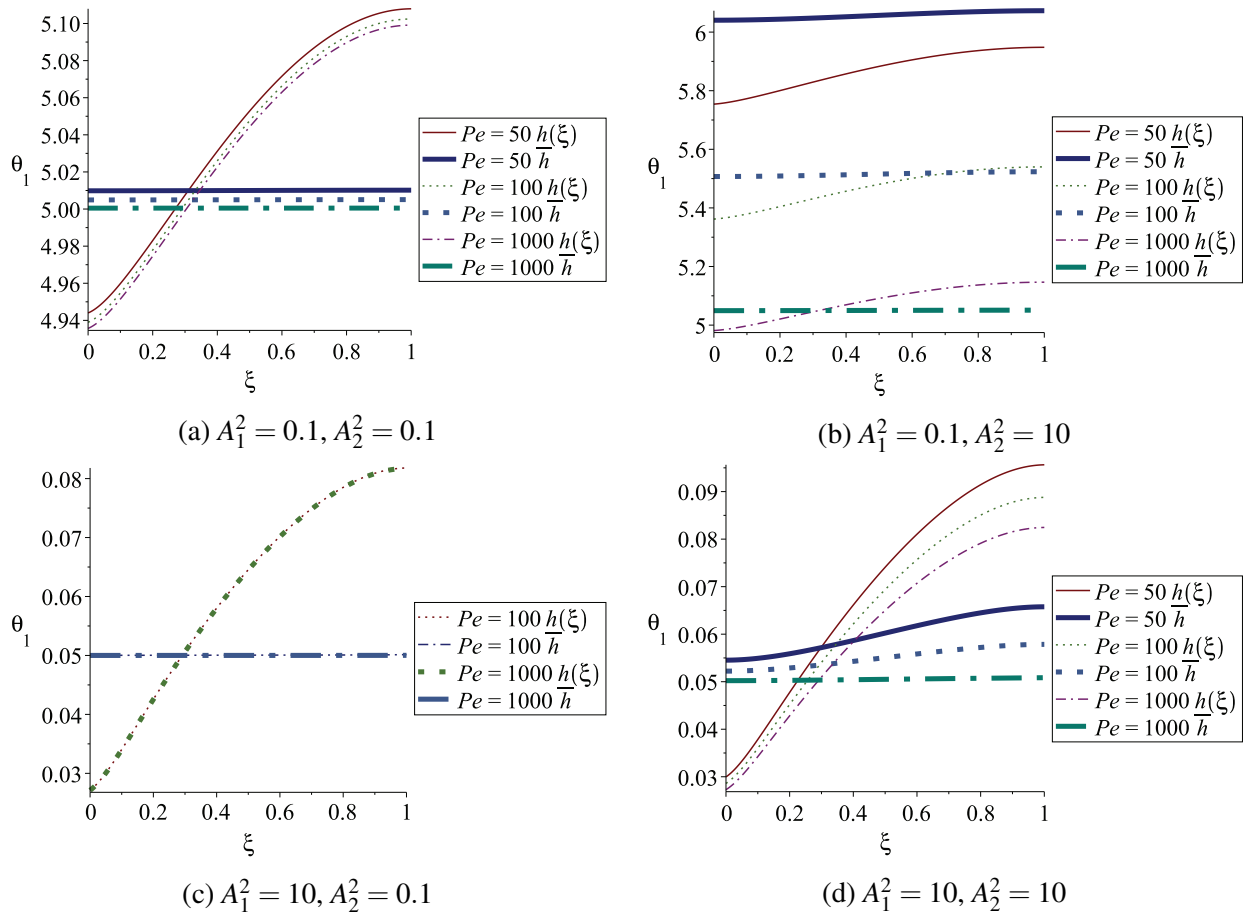 5.10
5.08
5.06
5.04
θ1
5.02
5.00
4.98
4.96
4.94
0 0.2 0.4 0.6 0.8 1
ξ
Pe = 50 h(ξ)
Pe = 50 h̅
Pe = 100 h(ξ)
Pe = 100 h̅
Pe = 1000 h(ξ)
Pe = 1000 h̅
(a) A₁² = 0.1, A₂² = 0.1
6
5.8
5.6
θ1
5.4
5.2
5
0 0.2 0.4 0.6 0.8 1
ξ
Pe = 50 h(ξ)
Pe = 50 h̅
Pe = 100 h(ξ)
Pe = 100 h̅
Pe = 1000 h(ξ)
Pe = 1000 h̅
(b) A₁² = 0.1, A₂² = 10
0.08
0.07
0.06
θ1
0.05
0.04
0.03
0 0.2 0.4 0.6 0.8 1
ξ
Pe = 100 h(ξ)
Pe = 100 h̅
Pe = 1000 h(ξ)
Pe = 1000 h̅
(c) A₁² = 10, A₂² = 0.1
0.09
0.08
0.07
θ1
0.06
0.05
0.04
0.03
0 0.2 0.4 0.6 0.8 1
ξ
Pe = 50 h(ξ)
Pe = 50 h̅
Pe = 100 h(ξ)
Pe = 100 h̅
Pe = 1000 h(ξ)
Pe = 1000 h̅
(d) A₁² = 10, A₂² = 10